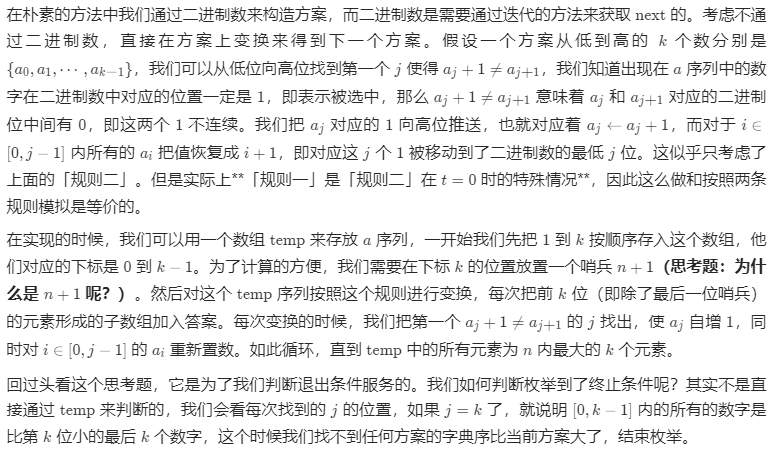 在朴素的方法中我们通过二进制数来构造方案，而二进制数是需要通过迭代的方法来获取 next 的。考虑不通
过二进制数，直接在方案上变换来得到下一个方案。假设一个方案从低到高的 k 个数分别是
{a₀, a₁, ⋯, aₖ₋₁}，我们可以从低位向高位找到第一个 j 使得 aⱼ + 1 ≠ aⱼ₊₁，我们知道出现在 a 序列中的数
字在二进制数中对应的位置一定是 1，即表示被选中，那么 aⱼ + 1 ≠ aⱼ₊₁ 意味着 aⱼ 和 aⱼ₊₁ 对应的二进制
位中间有 0，即这两个 1 不连续。我们把 aⱼ 对应的 1 向高位推送，也就对应着 aⱼ ← aⱼ + 1，而对于 i ∈
[0, j − 1] 内所有的 aᵢ 把值恢复成 i + 1，即对应这 j 个 1 被移动到了二进制数的最低 j 位。这似乎只考虑了
上面的「规则二」。但是实际上**「规则一」是「规则二」在 t = 0 时的特殊情况**，因此这么做和按照两条
规则模拟是等价的。
在实现的时候，我们可以用一个数组 temp 来存放 a 序列，一开始我们先把 1 到 k 按顺序存入这个数组，他
们对应的下标是 0 到 k − 1。为了计算的方便，我们需要在下标 k 的位置放置一个哨兵 n + 1（思考题：为什
么是 n + 1 呢？）。然后对这个 temp 序列按照这个规则进行变换，每次把前 k 位（即除了最后一位哨兵）
的元素形成的子数组加入答案。每次变换的时候，我们把第一个 aⱼ + 1 ≠ aⱼ₊₁ 的 j 找出，使 aⱼ 自增 1，同
时对 i ∈ [0, j − 1] 的 aᵢ 重新置数。如此循环，直到 temp 中的所有元素为 n 内最大的 k 个元素。
回过头看这个思考题，它是为了我们判断退出条件服务的。我们如何判断枚举到了终止条件呢？其实不是直
接通过 temp 来判断的，我们会看每次找到的 j 的位置，如果 j = k 了，就说明 [0, k − 1] 内的所有的数字是
比第 k 位小的最后 k 个数字，这个时候我们找不到任何方案的字典序比当前方案大了，结束枚举。